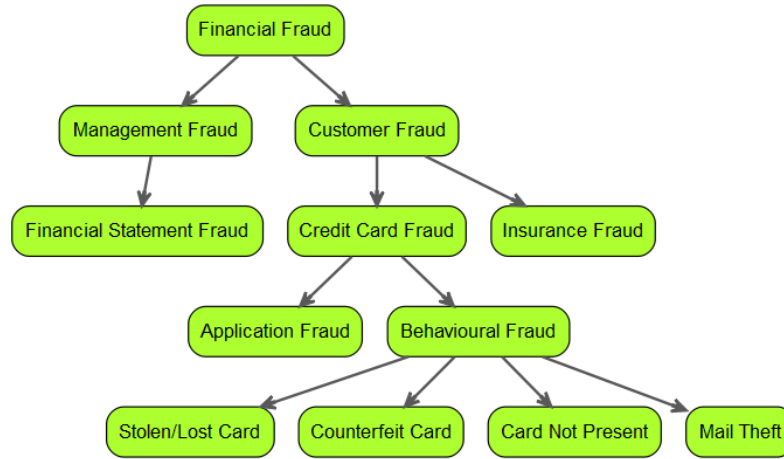 Financial Fraud
Management Fraud
Customer Fraud
Financial Statement Fraud
Credit Card Fraud
Insurance Fraud
Application Fraud
Behavioural Fraud
Stolen/Lost Card
Counterfeit Card
Card Not Present
Mail Theft